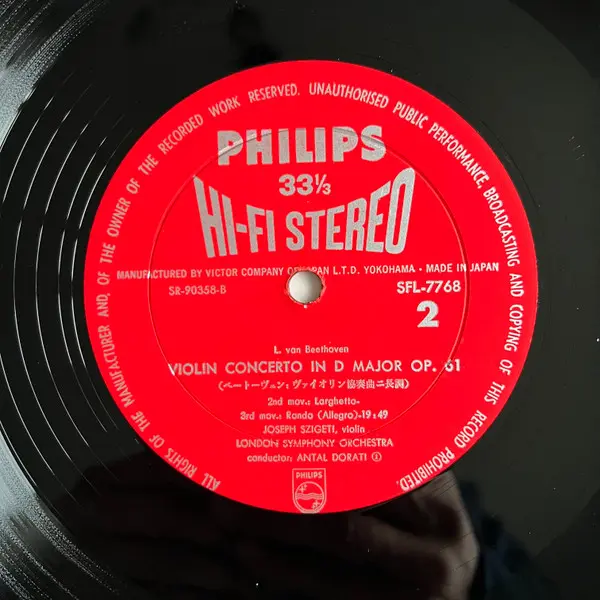 ALL RIGHTS OF THE MANUFACTURER AND, OF THE OWNER OF THE RECORDED WORK RESERVED. UNAUTHORISED PUBLIC PERFORMANCE, BROADCASTING AND COPYING OF THIS RECORD PROHIBITED.
PHILIPS
33⅓
HI-FI STEREO
MANUFACTURED BY VICTOR COMPANY OF JAPAN L.T.D. YOKOHAMA • MADE IN JAPAN
SR-90358-B
SFL-7768
2
L. van Beethoven
VIOLIN CONCERTO IN D MAJOR OP. 61
(ベートーヴェン: ヴァイオリン協奏曲ニ長調)
2nd mov.: Larghetto-
3rd mov.: Rondo (Allegro)-19:49
JOSEPH SZIGETI, violin
LONDON SYMPHONY ORCHESTRA
conductor: ANTAL DORATI Ⓘ
PHILIPS